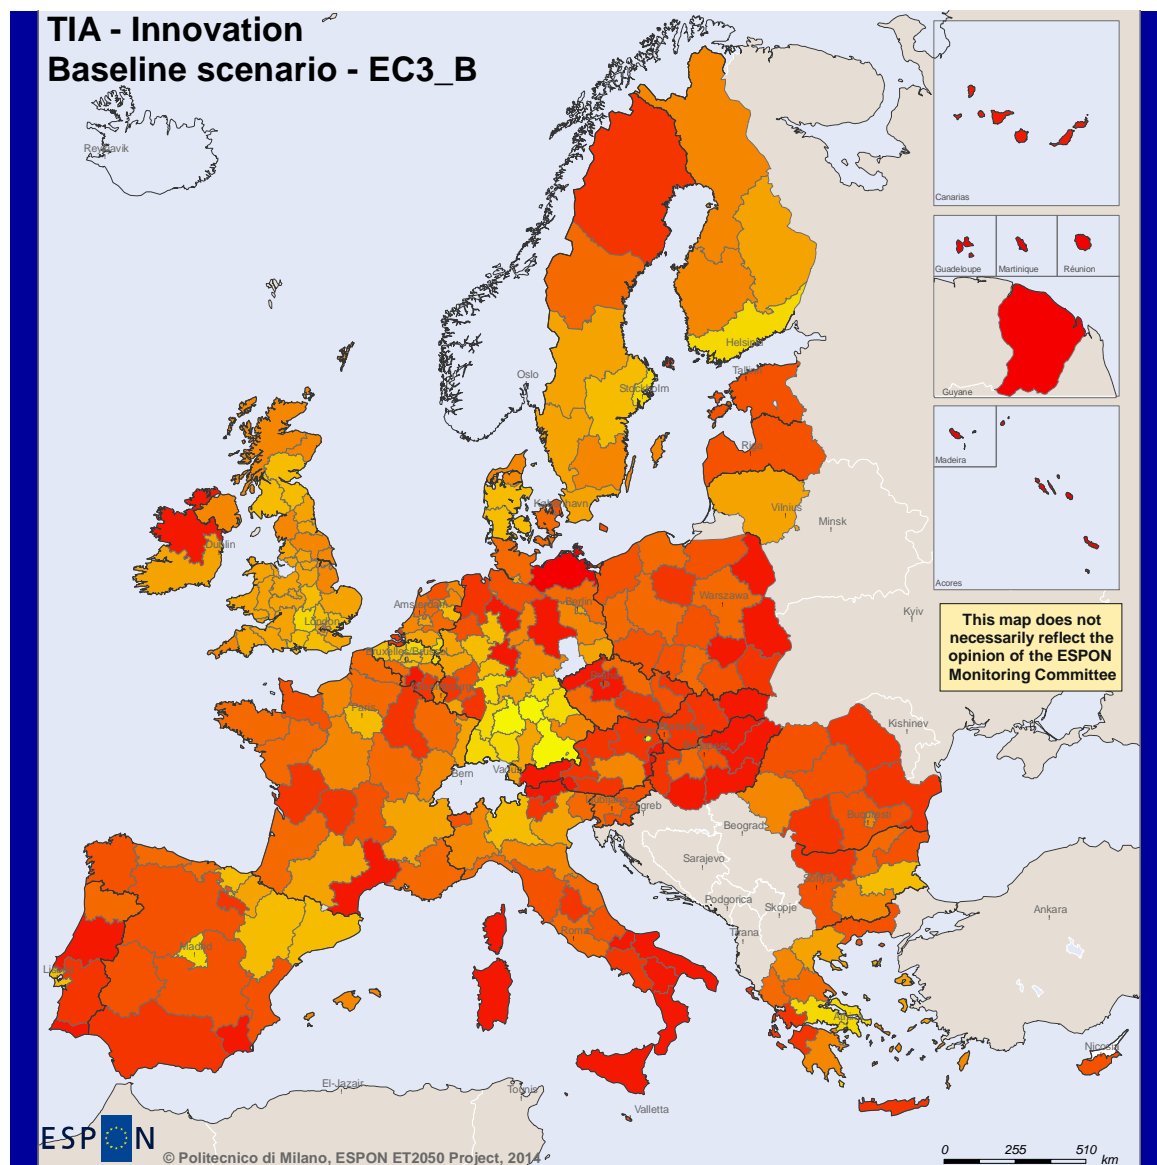 TIA - Innovation
Baseline scenario - EC3_B
Reykjavik
Canarias
Guadeloupe
Martinique
Réunion
Guyane
Madeira
Acores
Helsinki
Oslo
Stockholm
Tallinn
Riga
København
Vilnius
Minsk
Dublin
London
Amsterdam
Berlin
Warszawa
Kyiv
This map does not
necessarily reflect the
opinion of the ESPON
Monitoring Committee
Bruxelles/Brussel
Paris
Kishinev
Bern
Vaduz
Ljubljana
Zagreb
Beograd
Bucuresti
Sarajevo
Podgorica
Skopje
Tirana
Ankara
Madrid
Roma
Nicosia
El-Jazair
Tounis
Valletta
ESPON
© Politecnico di Milano, ESPON ET2050 Project, 2014
0 255 510
km